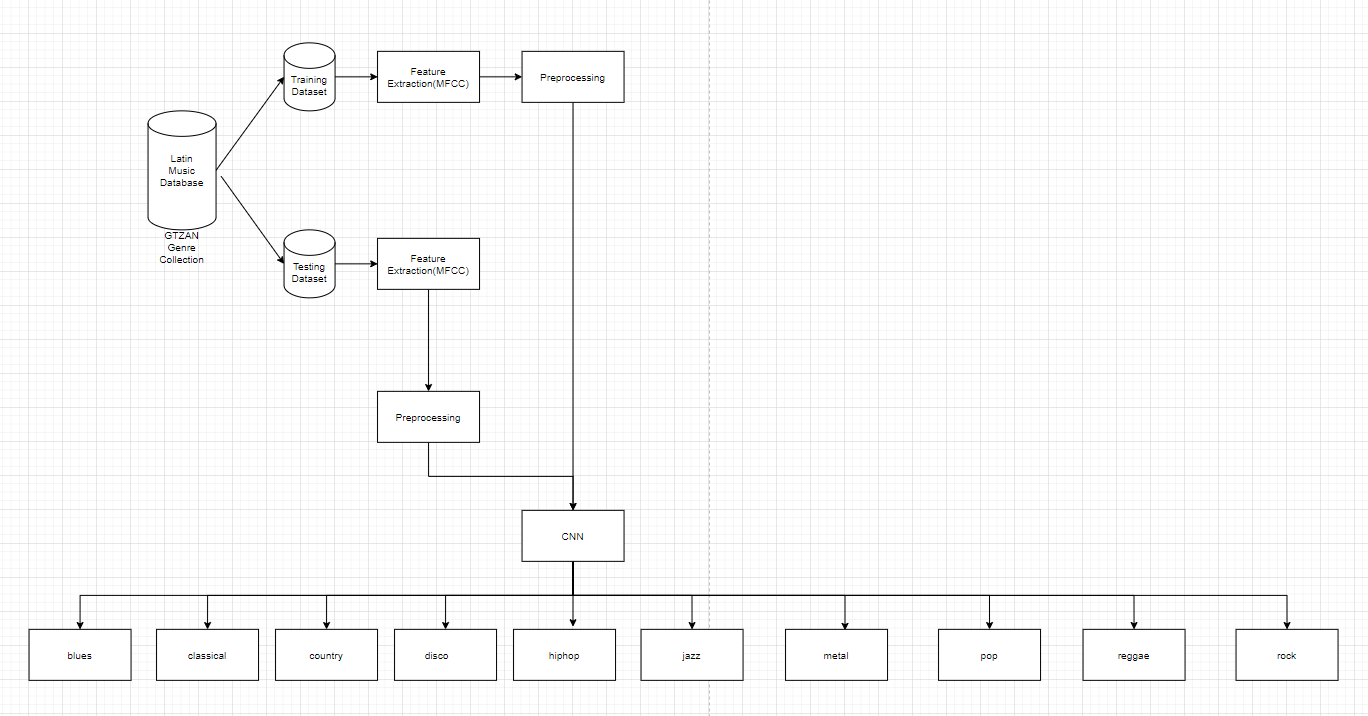 Training
Dataset
Feature
Extraction(MFCC)
Preprocessing
Latin
Music
Database
GTZAN
Genre
Collection
Testing
Dataset
Feature
Extraction(MFCC)
Preprocessing
CNN
blues
classical
country
disco
hiphop
jazz
metal
pop
reggae
rock